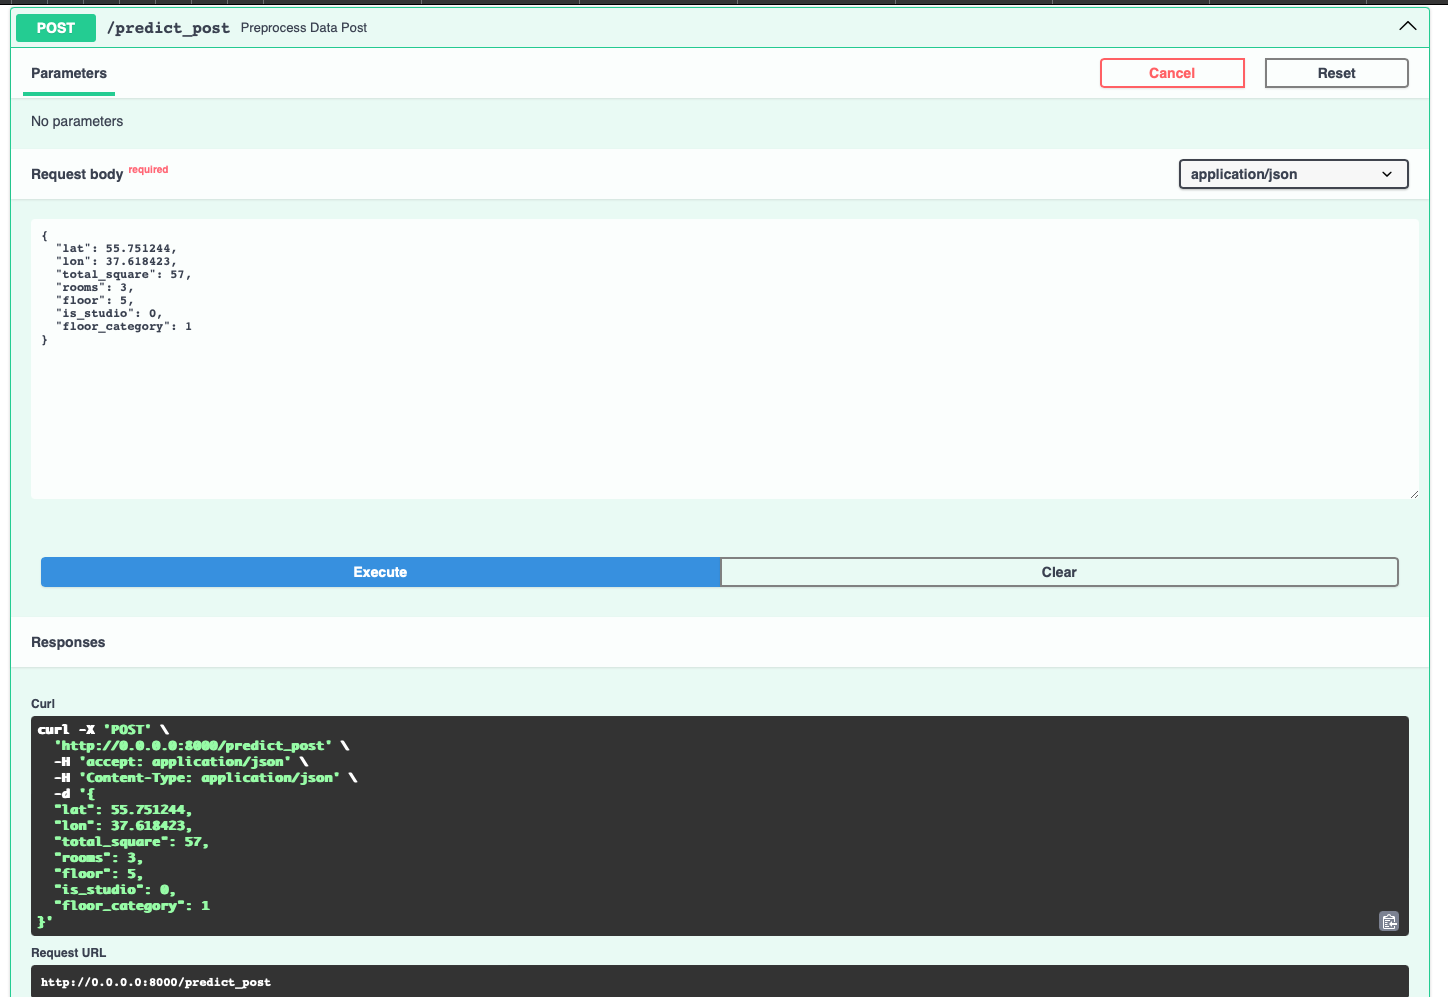 POST /predict_post Preprocess Data Post
Parameters
Cancel
Reset
No parameters
Request body required
application/json
{
  "lat": 55.751244,
  "lon": 37.618423,
  "total_square": 57,
  "rooms": 3,
  "floor": 5,
  "is_studio": 0,
  "floor_category": 1
}
Execute
Clear
Responses
Curl
curl -X 'POST' \
  'http://0.0.0.0:8000/predict_post' \
  -H 'accept: application/json' \
  -H 'Content-Type: application/json' \
  -d '{
  "lat": 55.751244,
  "lon": 37.618423,
  "total_square": 57,
  "rooms": 3,
  "floor": 5,
  "is_studio": 0,
  "floor_category": 1
}'
Request URL
http://0.0.0.0:8000/predict_post